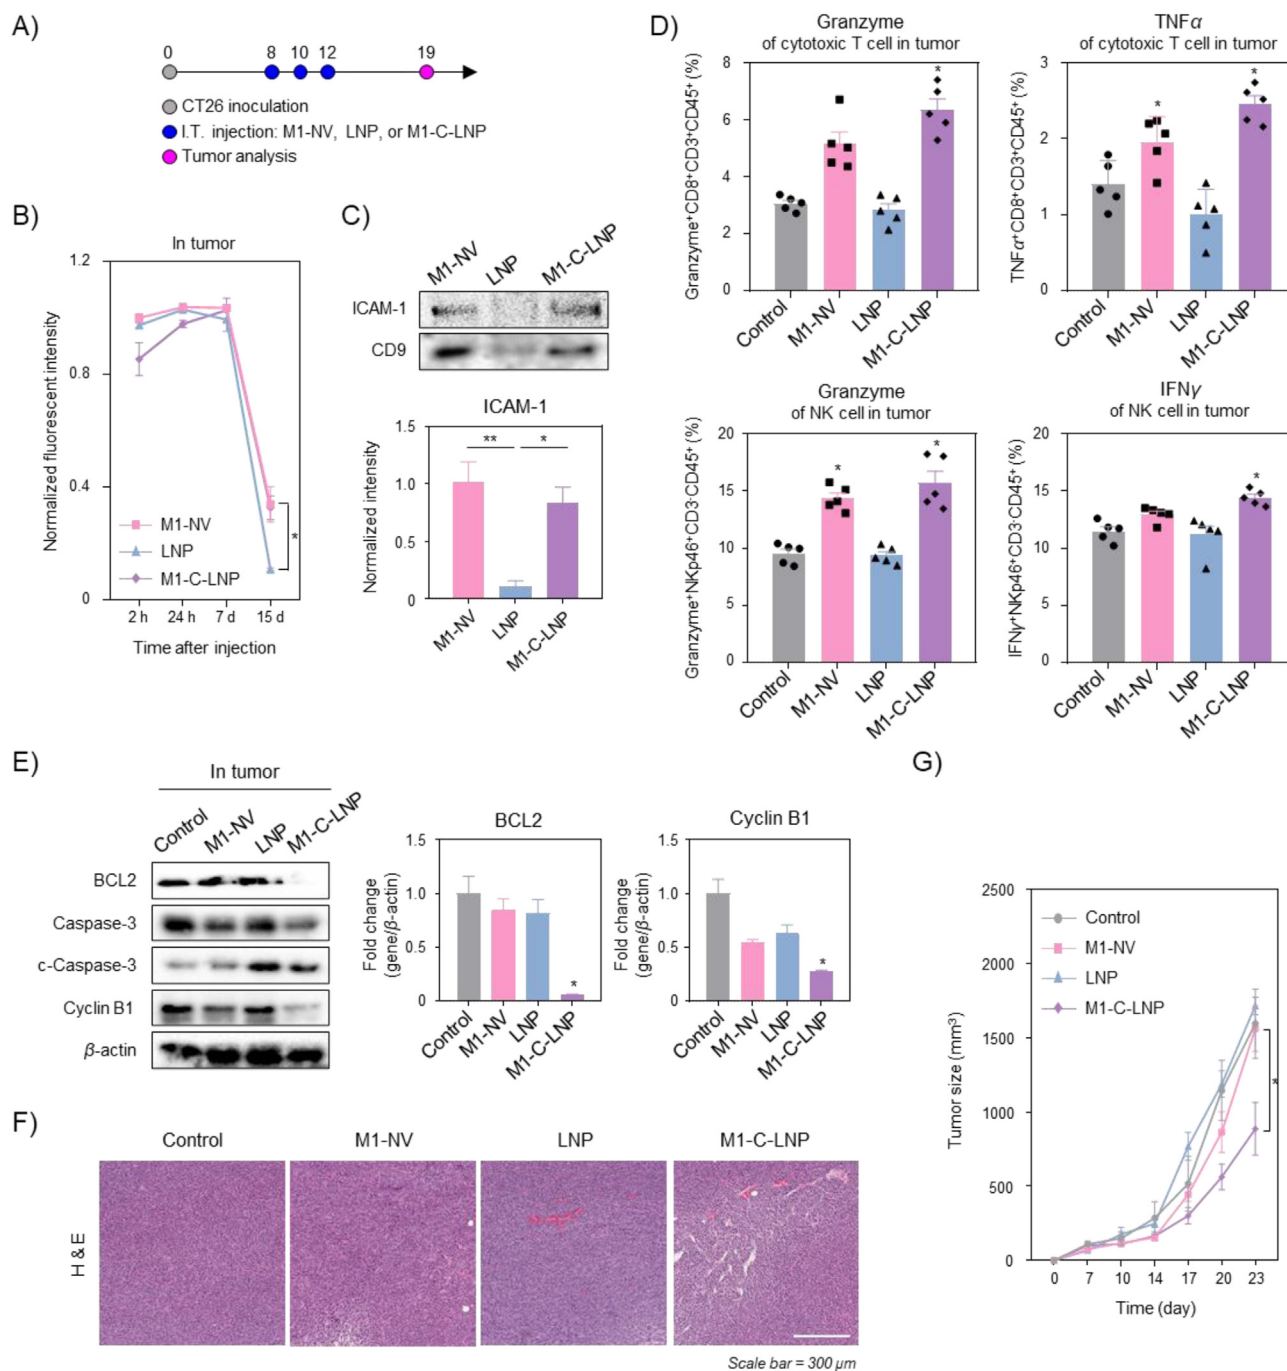 A)
0
8
10
12
19
CT26 inoculation
I.T. injection: M1-NV, LNP, or M1-C-LNP
Tumor analysis
B)
In tumor
Normalized fluorescent intensity
1.2
0.8
0.4
0
M1-NV
LNP
M1-C-LNP
*
2 h
24 h
7 d
15 d
Time after injection
C)
M1-NV
LNP
M1-C-LNP
ICAM-1
CD9
ICAM-1
Normalized intensity
1.5
1.0
0.5
0
**
*
M1-NV
LNP
M1-C-LNP
D)
Granzyme
of cytotoxic T cell in tumor
Granzyme⁺CD8⁺CD3⁺CD45⁺ (%)
8
6
4
2
0
*
Control
M1-NV
LNP
M1-C-LNP
TNFα
of cytotoxic T cell in tumor
TNFα⁺CD8⁺CD3⁺CD45⁺ (%)
3
2
1
0
*
*
Control
M1-NV
LNP
M1-C-LNP
Granzyme
of NK cell in tumor
Granzyme⁺NKp46⁺CD3⁻CD45⁺ (%)
20
15
10
5
0
*
*
Control
M1-NV
LNP
M1-C-LNP
IFNγ
of NK cell in tumor
IFNγ⁺NKp46⁺CD3⁻CD45⁺ (%)
20
15
10
5
0
*
Control
M1-NV
LNP
M1-C-LNP
E)
In tumor
Control
M1-NV
LNP
M1-C-LNP
BCL2
Caspase-3
c-Caspase-3
Cyclin B1
β-actin
BCL2
Fold change
(gene/β-actin)
1.5
1.0
0.5
0
*
Control
M1-NV
LNP
M1-C-LNP
Cyclin B1
Fold change
(gene/β-actin)
1.5
1.0
0.5
0
*
Control
M1-NV
LNP
M1-C-LNP
F)
Control
M1-NV
LNP
M1-C-LNP
H & E
Scale bar = 300 µm
G)
Tumor size (mm³)
2500
2000
1500
1000
500
0
Control
M1-NV
LNP
M1-C-LNP
*
0
7
10
14
17
20
23
Time (day)